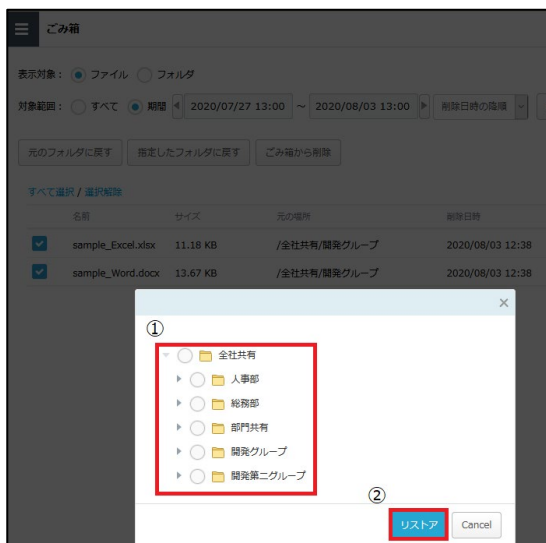 ごみ箱
表示対象： ファイル フォルダ
対象範囲： すべて 期間 2020/07/27 13:00 ～ 2020/08/03 13:00 削除日時の降順
元のフォルダに戻す 指定したフォルダに戻す ごみ箱から削除
すべて選択 / 選択解除
名前 サイズ 元の場所 削除日時
sample_Excel.xlsx 11.18 KB /全社共有/開発グループ 2020/08/03 12:38
sample_Word.docx 13.67 KB /全社共有/開発グループ 2020/08/03 12:38
①
全社共有
人事部
総務部
部門共有
開発グループ
開発第二グループ
②
リストア Cancel